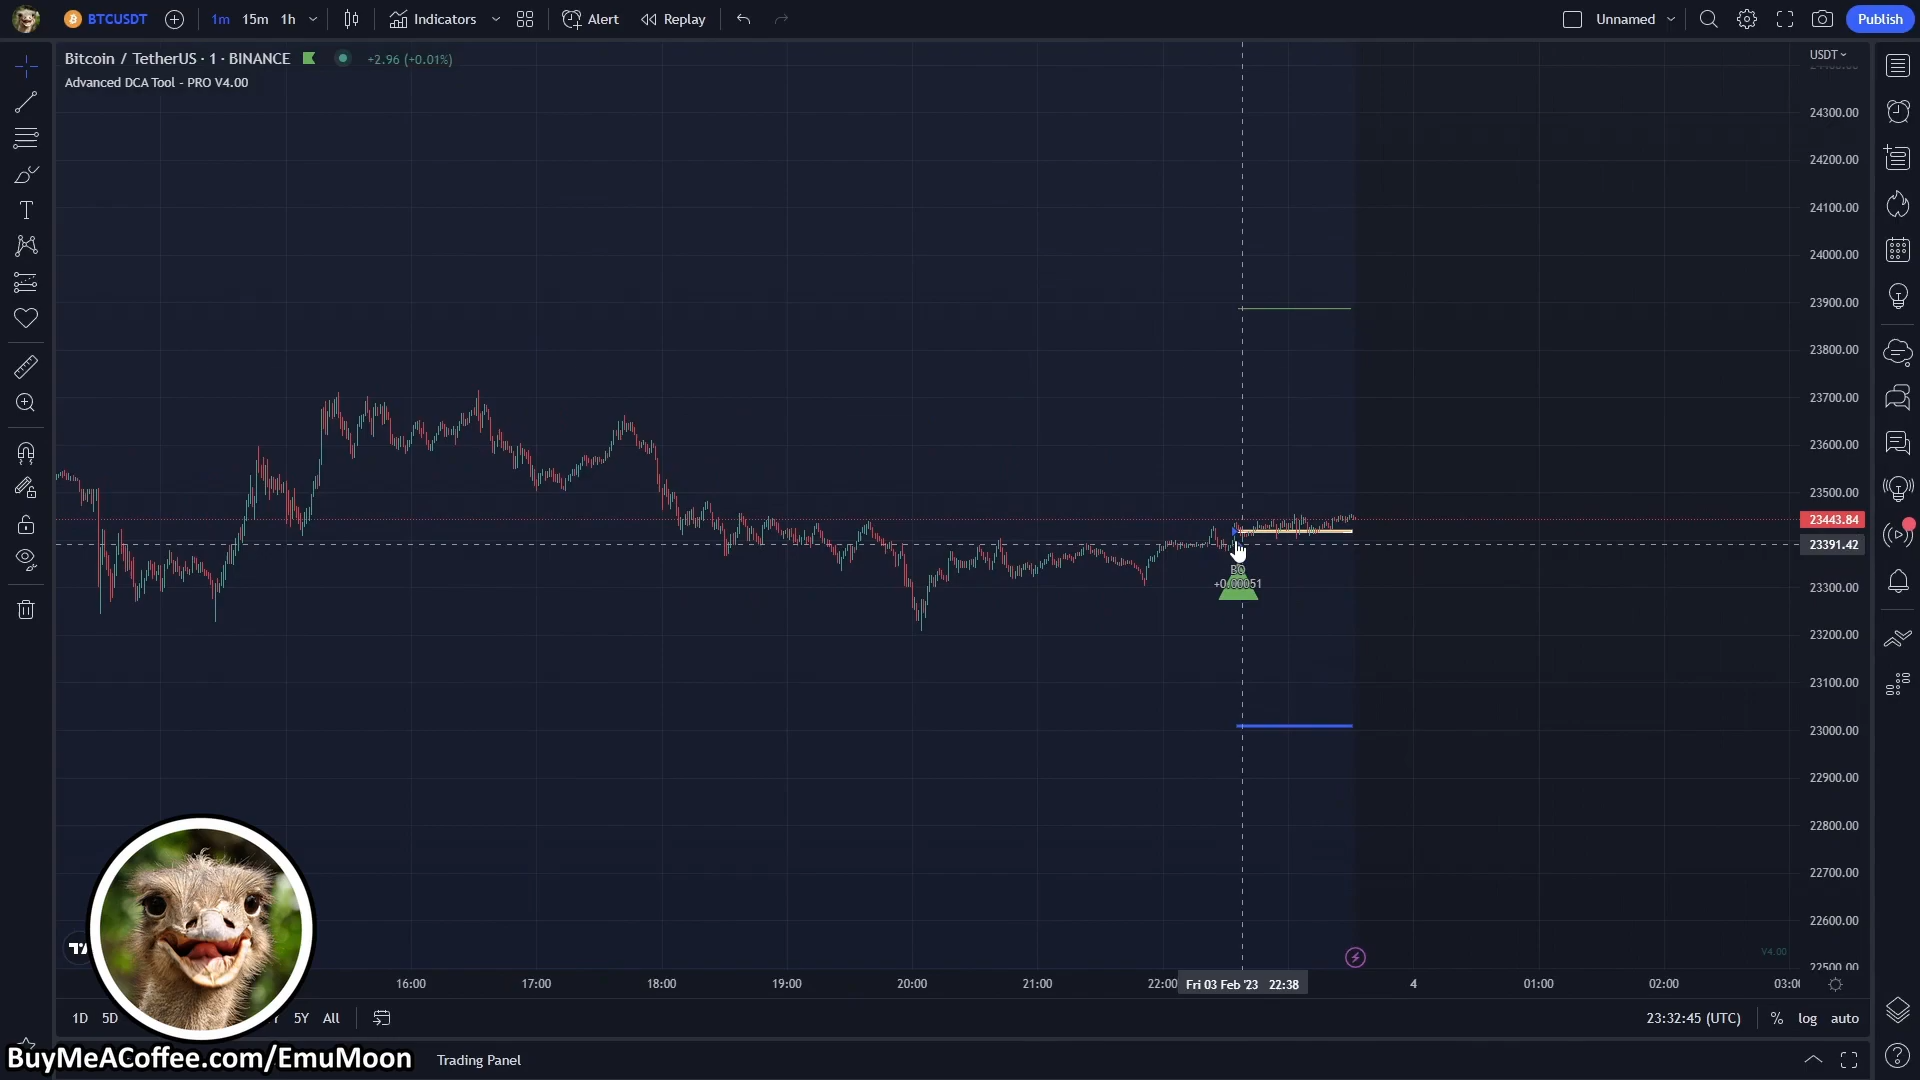 BTCUSDT 1m 15m 1h Indicators Alert Replay Unnamed Publish
Bitcoin / TetherUS · 1 · BINANCE +2.96 (+0.01%)
Advanced DCA Tool - PRO V4.00
USDT
24300.00
24200.00
24100.00
24000.00
23900.00
23800.00
23700.00
23600.00
23500.00
23443.84
23391.42
BO
+0.00051
23300.00
23200.00
23100.00
23000.00
22900.00
22800.00
22700.00
22600.00
V4.00
22500.00
16:00 17:00 18:00 19:00 20:00 21:00 22:00 Fri 03 Feb '23 22:38 4 01:00 02:00
1D 5D 5Y All 23:32:45 (UTC) % log auto
BuyMeACoffee.com/EmuMoon Trading Panel